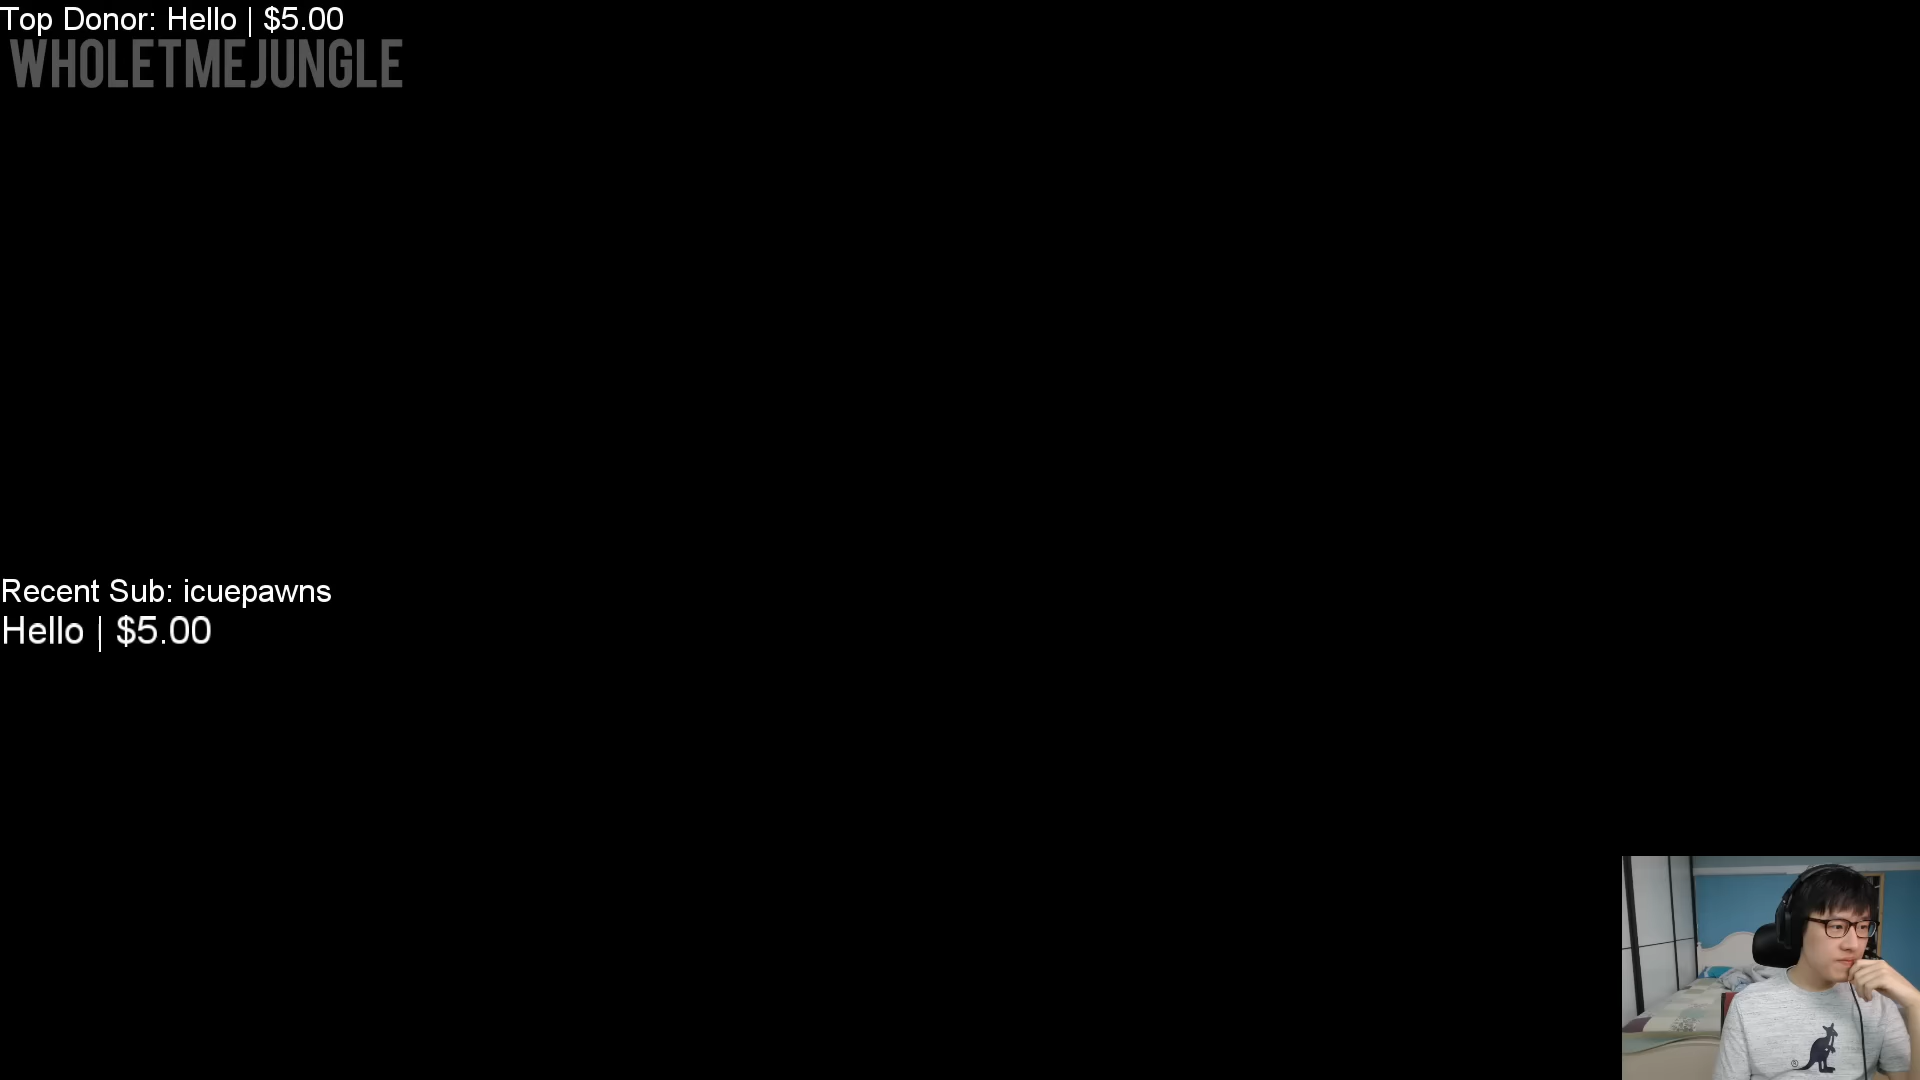 Top Donor: Hello | $5.00
WHOLETMEJUNGLE
Recent Sub: icuepawns
Hello | $5.00